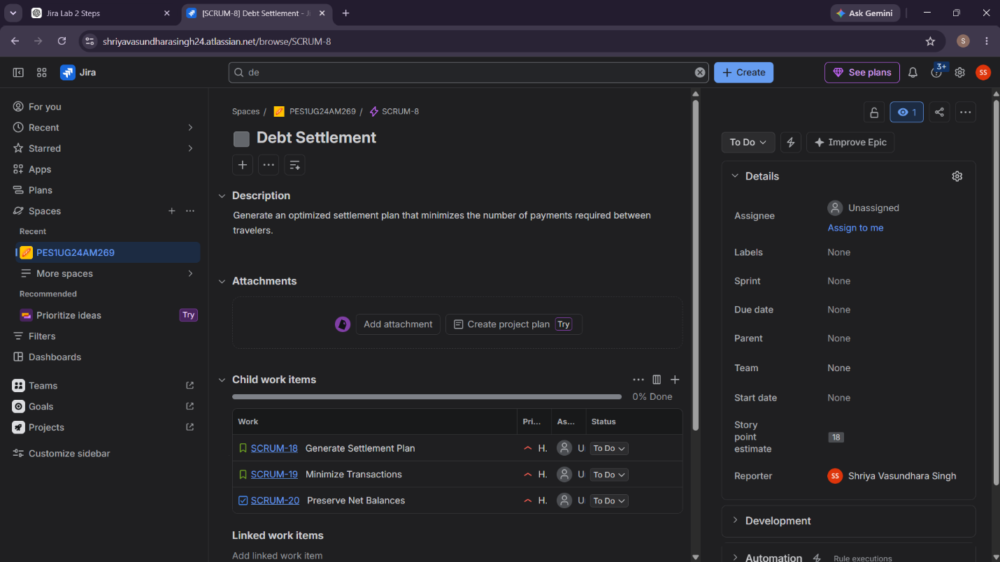 Jira Lab 2 Steps
[SCRUM-8] Debt Settlement - Ji
Ask Gemini
shriyavasundharasingh24.atlassian.net/browse/SCRUM-8
S
Jira
de
Create
See plans
3+
SS
For you
Recent
Starred
Apps
Plans
Spaces
Recent
PES1UG24AM269
More spaces
Recommended
Prioritize ideas Try
Filters
Dashboards
Teams
Goals
Projects
Customize sidebar
Spaces / PES1UG24AM269 / SCRUM-8
Debt Settlement
Description
Generate an optimized settlement plan that minimizes the number of payments required between
travelers.
Attachments
Add attachment Create project plan Try
Child work items
0% Done
Work Pri... As... Status
SCRUM-18 Generate Settlement Plan H. U To Do
SCRUM-19 Minimize Transactions H. U To Do
SCRUM-20 Preserve Net Balances H. U To Do
Linked work items
Add linked work item
1
To Do Improve Epic
Details
Assignee Unassigned
Assign to me
Labels None
Sprint None
Due date None
Parent None
Team None
Start date None
Story
point
estimate
18
Reporter SS Shriya Vasundhara Singh
Development
Automation Rule executions